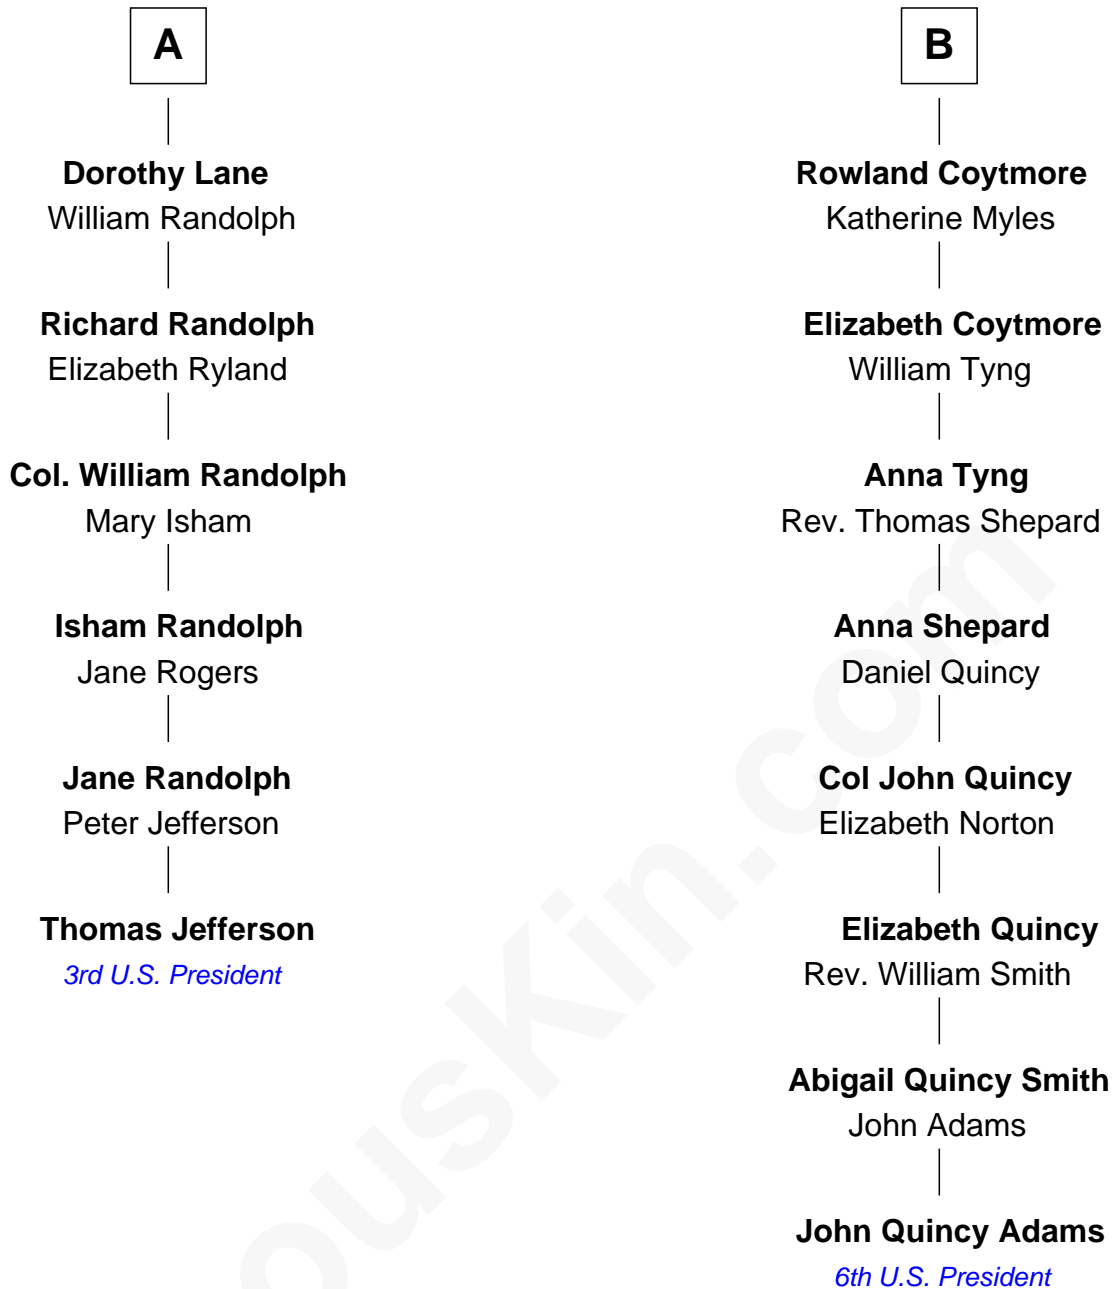 A
Dorothy Lane
William Randolph
Richard Randolph
Elizabeth Ryland
Col. William Randolph
Mary Isham
Isham Randolph
Jane Rogers
Jane Randolph
Peter Jefferson
Thomas Jefferson
3rd U.S. President
B
Rowland Coytmore
Katherine Myles
Elizabeth Coytmore
William Tyng
Anna Tyng
Rev. Thomas Shepard
Anna Shepard
Daniel Quincy
Col John Quincy
Elizabeth Norton
Elizabeth Quincy
Rev. William Smith
Abigail Quincy Smith
John Adams
John Quincy Adams
6th U.S. President
ousKin.com